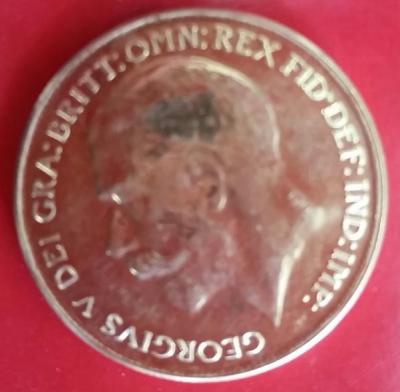 GEORGIVS V DEI GRA: BRITT: OMN: REX FID: DEF: IND: IMP: